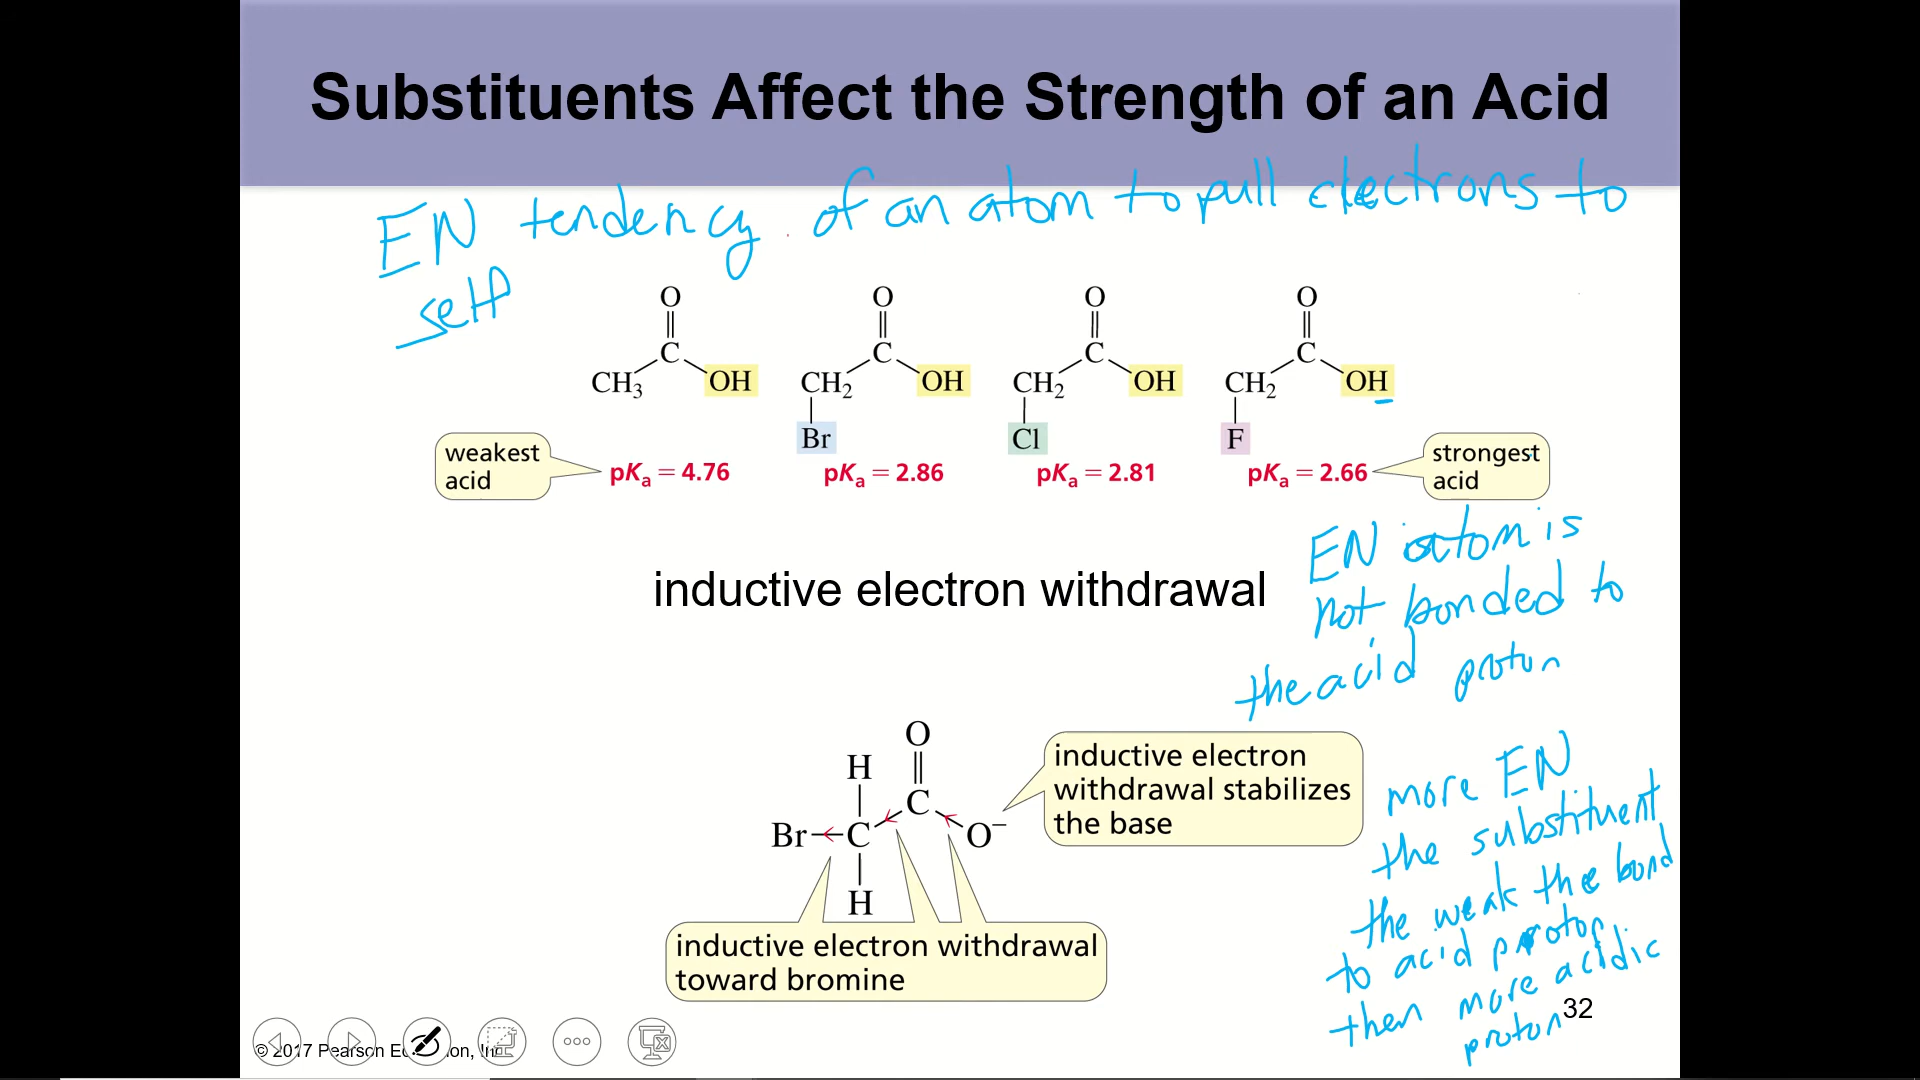 Substituents Affect the Strength of an Acid
EN tendency of an atom to pull electrons to
self
O O O O
C C C C
CH3 OH CH2 OH CH2 OH CH2 OH
Br Cl F
weakest
acid
pKa = 4.76 pKa = 2.86 pKa = 2.81 pKa = 2.66
strongest
acid
EN atom is
not bonded to
the acid proton
inductive electron withdrawal
O
H
C
Br C O−
H
inductive electron
withdrawal stabilizes
the base
inductive electron withdrawal
toward bromine
more EN
the substituent
the weak the bond
to acid proton
then more acidic
proton
32
© 2017 Pearson